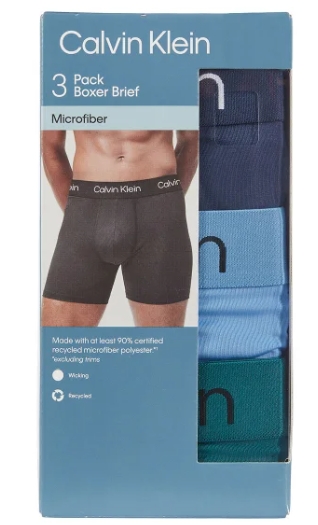 Calvin Klein
3 Pack
Boxer Brief
Microfiber
Calvin Klein
Made with at least 90% certified
recycled microfiber polyester.*
*excluding trims
Wicking
Recycled